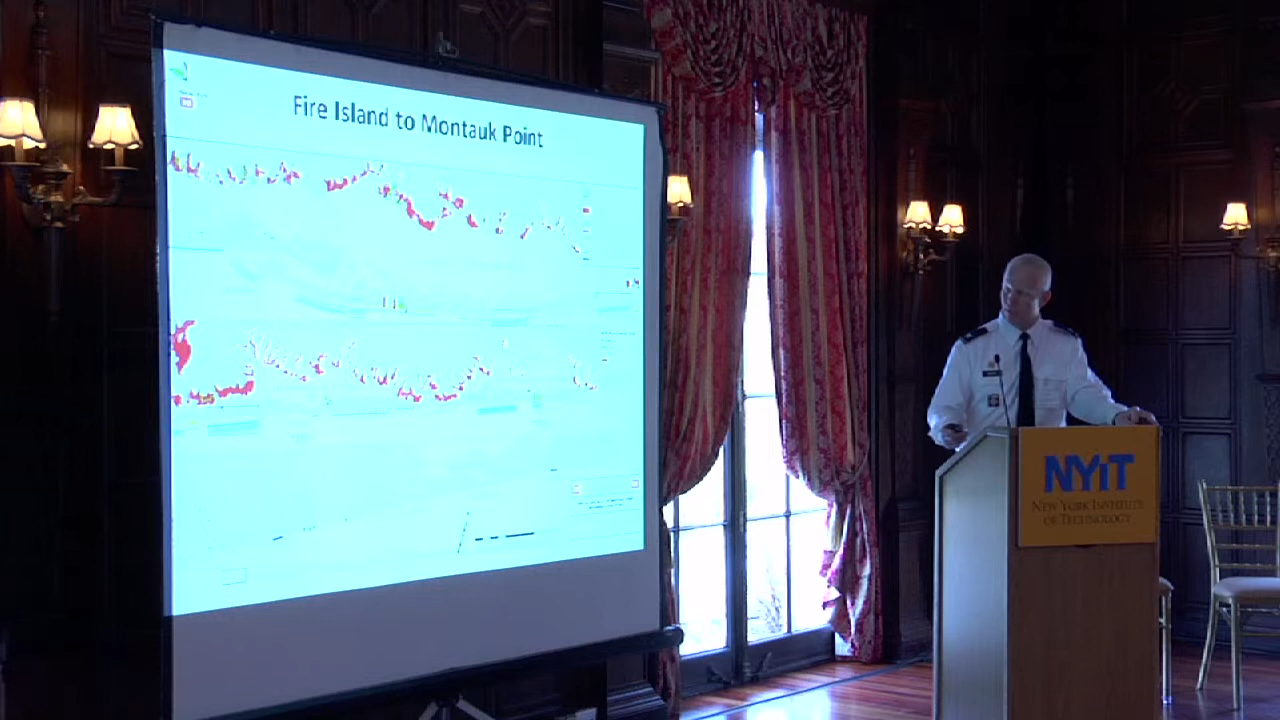 Fire Island to Montauk Point
NYiT
NEW YORK INSTITUTE
OF TECHNOLOGY